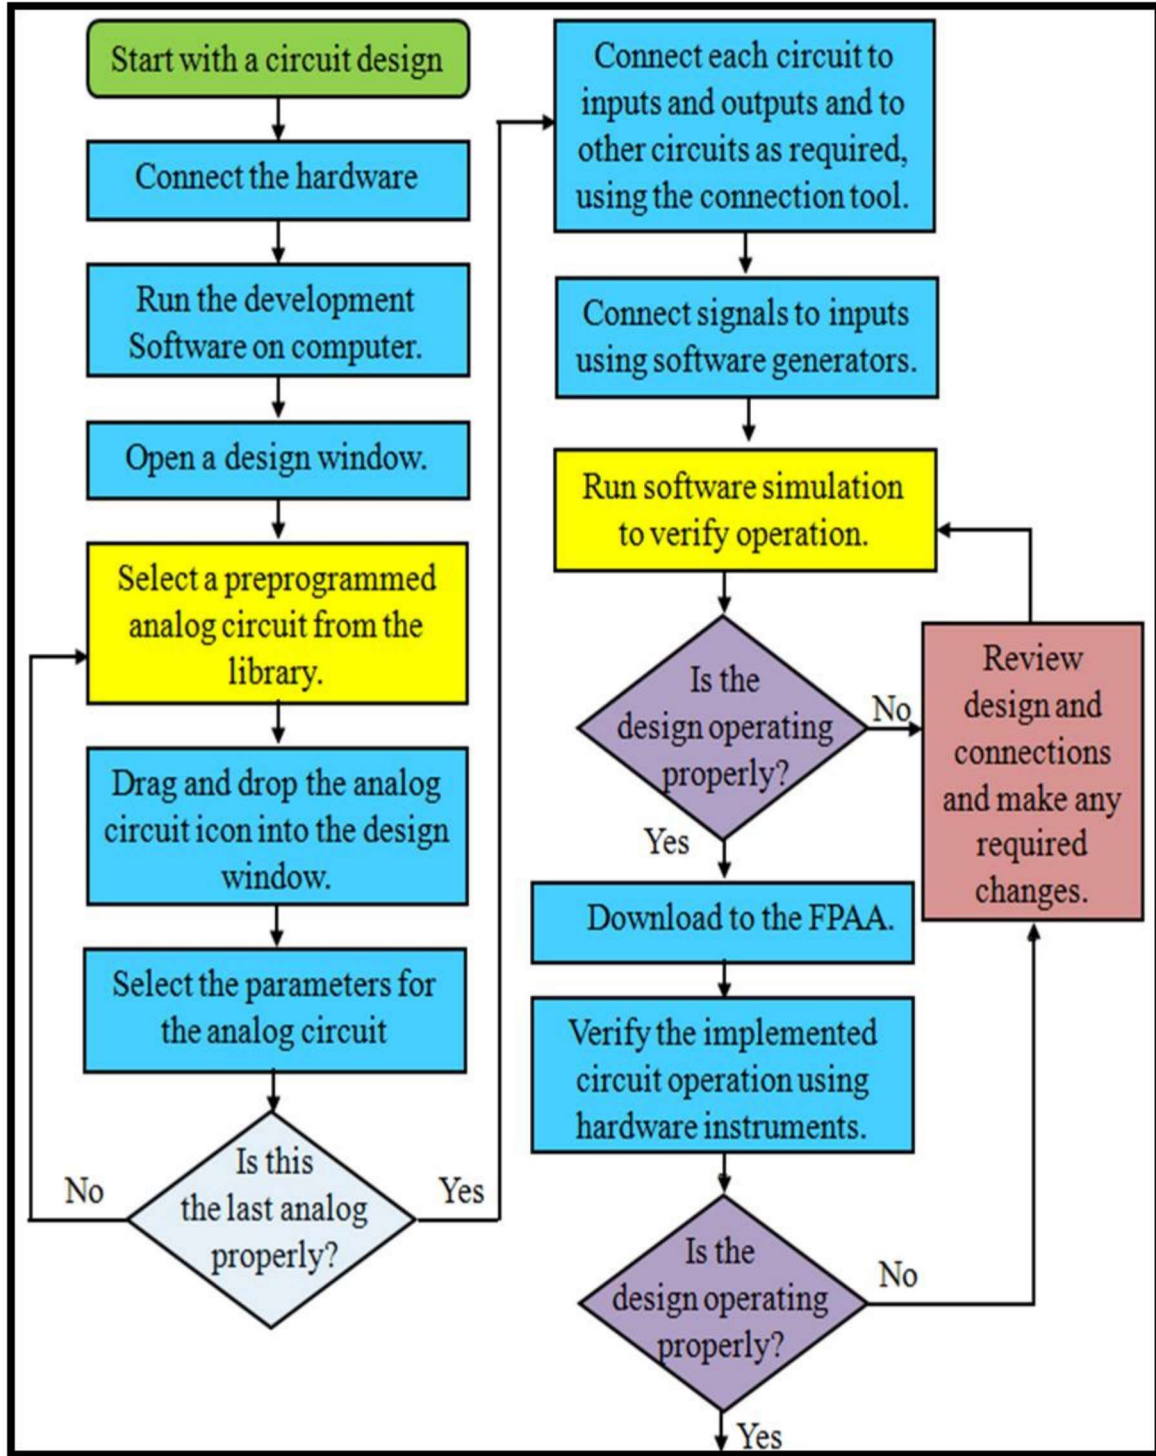 Start with a circuit design
Connect the hardware
Run the development
Software on computer.
Open a design window.
Select a preprogrammed
analog circuit from the
library.
Drag and drop the analog
circuit icon into the design
window.
Select the parameters for
the analog circuit
Is this
the last analog
properly?
No
Yes
Connect each circuit to
inputs and outputs and to
other circuits as required,
using the connection tool.
Connect signals to inputs
using software generators.
Run software simulation
to verify operation.
Is the
design operating
properly?
No
Yes
Review
design and
connections
and make any
required
changes.
Download to the FPAA.
Verify the implemented
circuit operation using
hardware instruments.
Is the
design operating
properly?
No
Yes